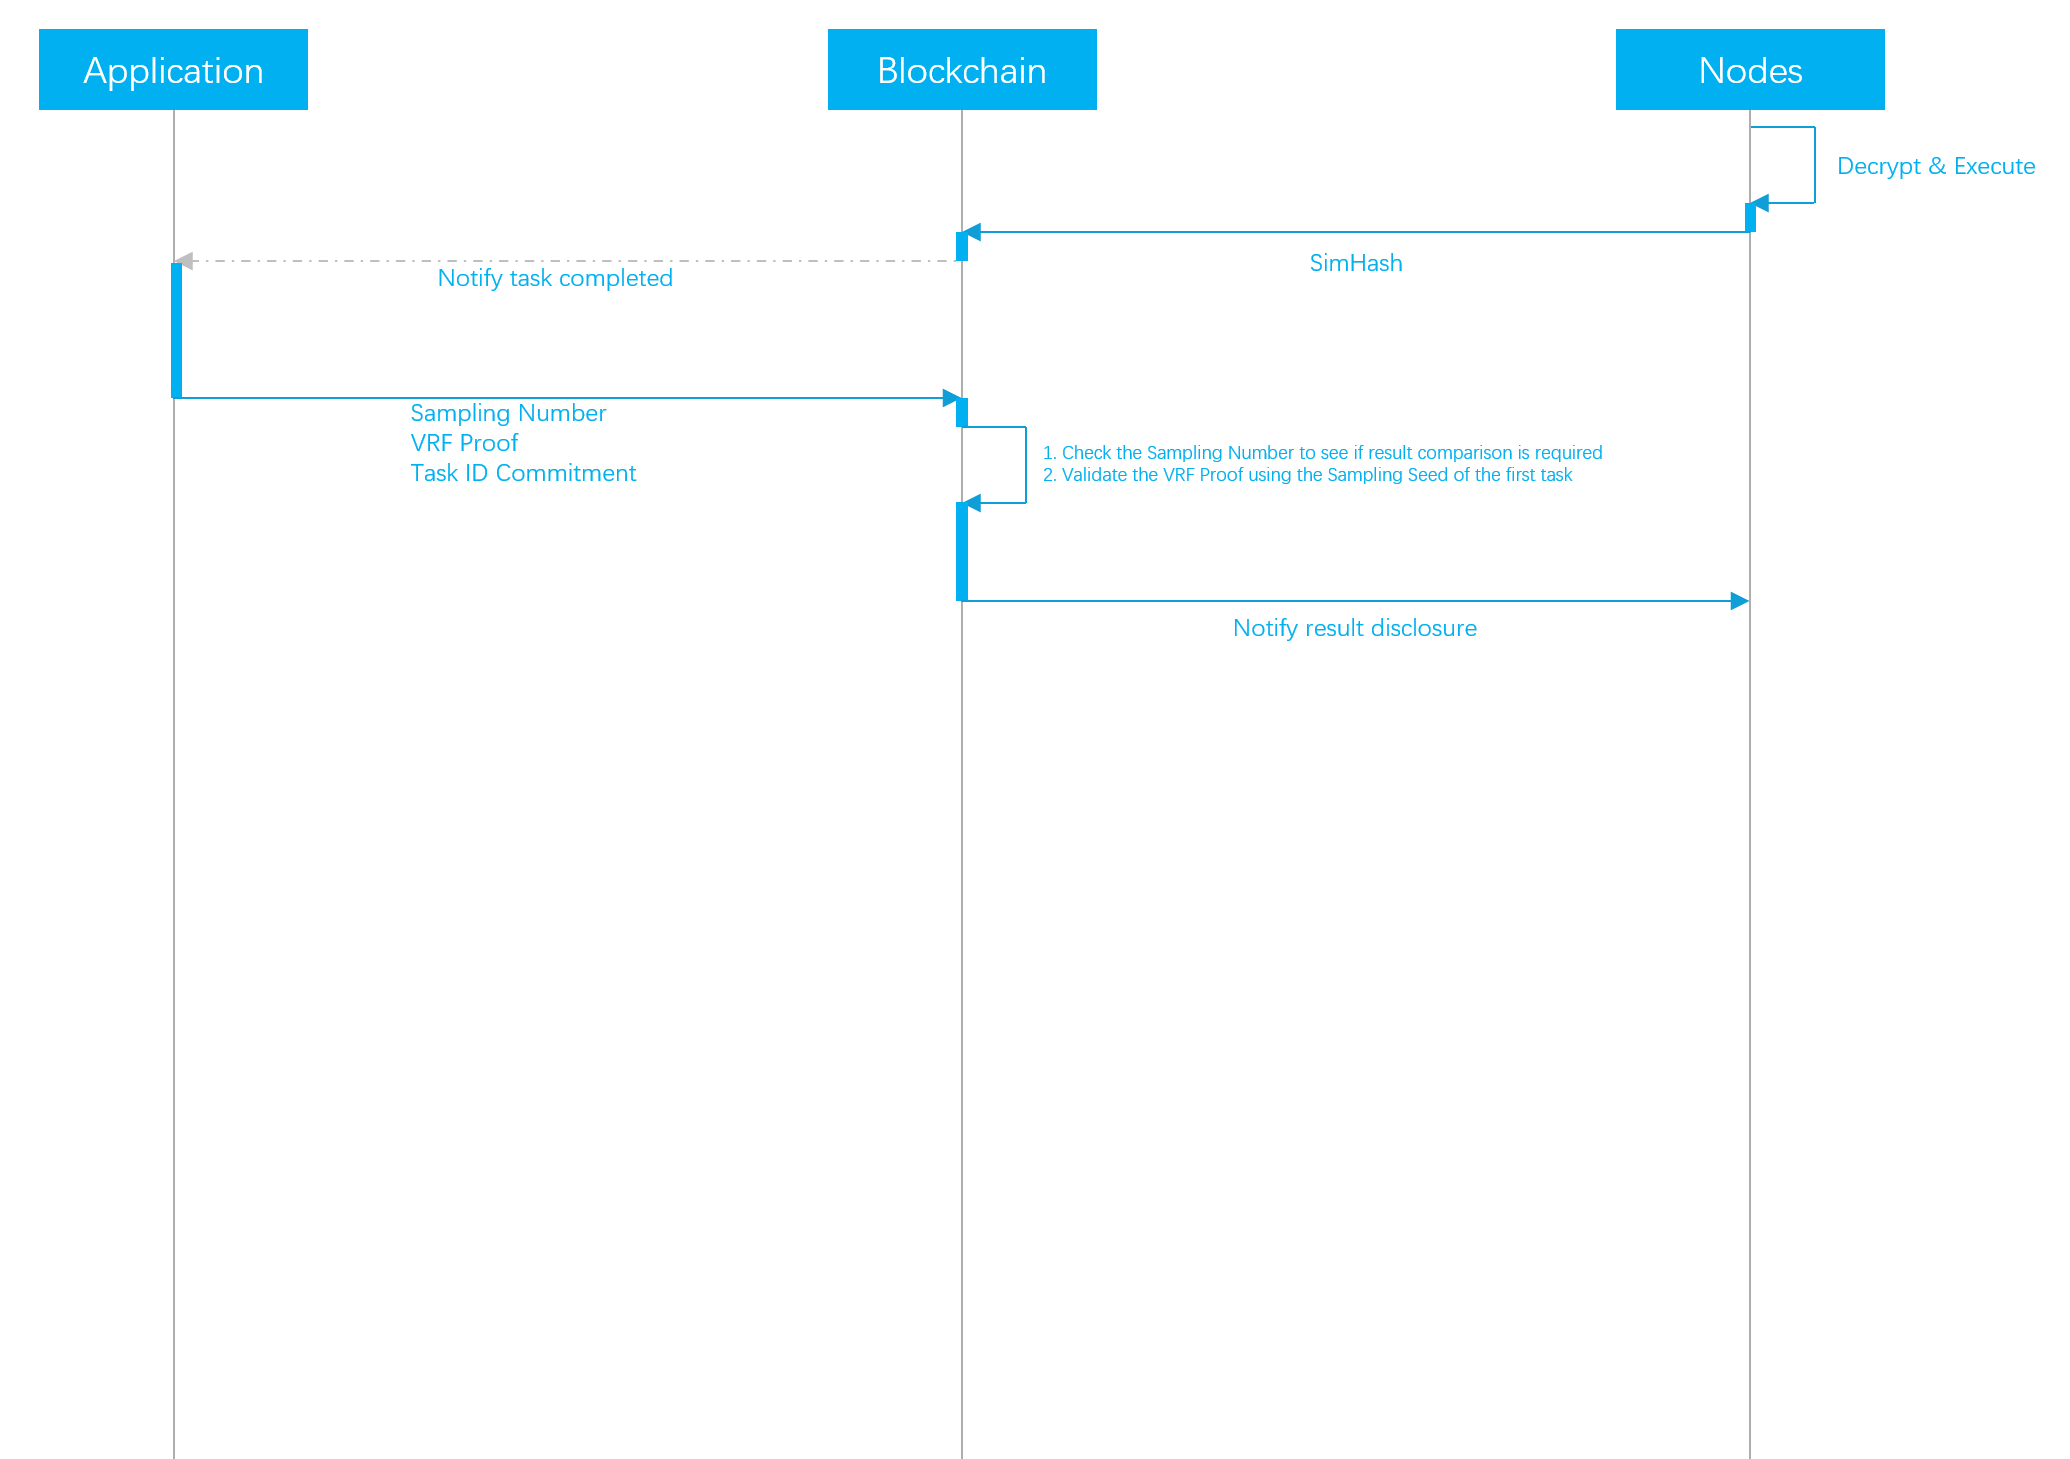 Application
Blockchain
Nodes
Decrypt & Execute
SimHash
Notify task completed
Sampling Number
VRF Proof
Task ID Commitment
1. Check the Sampling Number to see if result comparison is required
2. Validate the VRF Proof using the Sampling Seed of the first task
Notify result disclosure